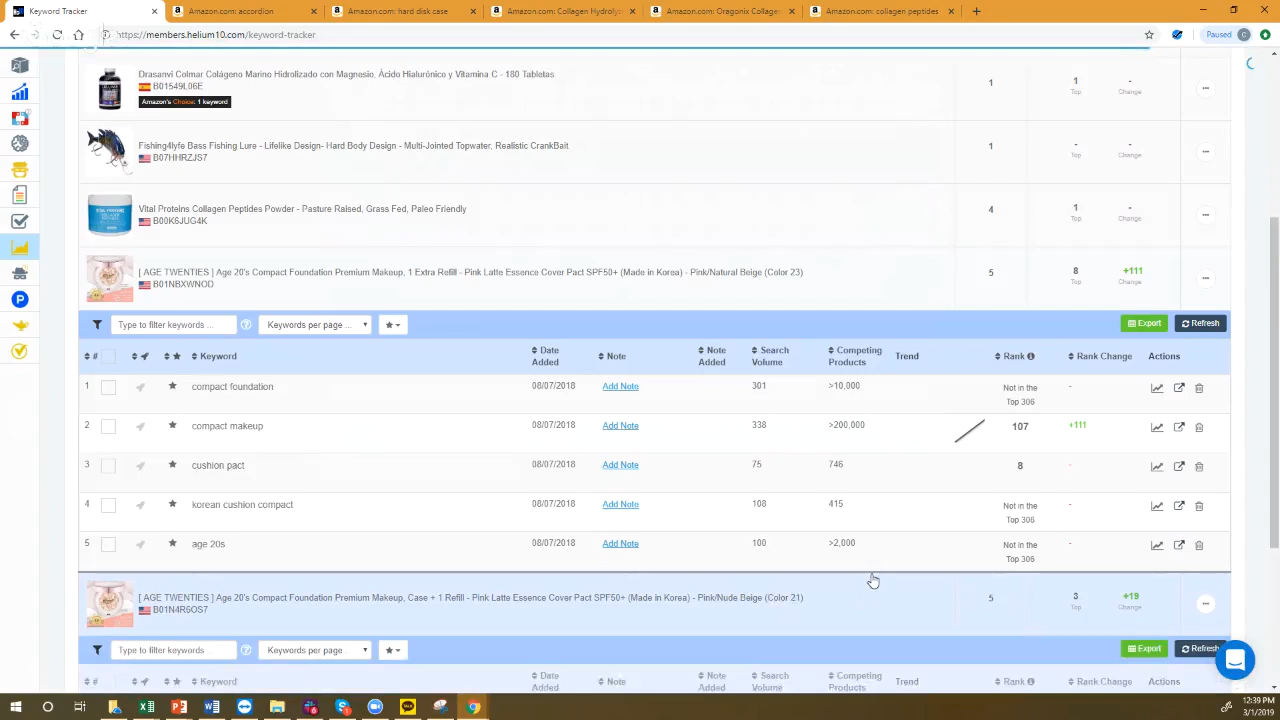 Keyword Tracker
Amazon.com: accordion
Amazon.com: hard disk case
Amazon.com: Collagen Hydrolys
Amazon.com: Oragonix Collagen
Amazon.com: collagen peptides
https://members.helium10.com/keyword-tracker
Paused
Drasanvi Colmar Colágeno Marino Hidrolizado con Magnesio, Ácido Hialurónico y Vitamina C - 180 Tabletas
B01549L06E
Amazon's Choice: 1 keyword
1
1
Top
-
Change
Fishing4lyfe Bass Fishing Lure - Lifelike Design- Hard Body Design - Multi-Jointed Topwater, Realistic CrankBait
B07HHRZJS7
1
-
Top
-
Change
Vital Proteins Collagen Peptides Powder - Pasture Raised, Grass Fed, Paleo Friendly
B00K6JUG4K
4
1
Top
-
Change
[ AGE TWENTIES ] Age 20's Compact Foundation Premium Makeup, 1 Extra Refill - Pink Latte Essence Cover Pact SPF50+ (Made in Korea) - Pink/Natural Beige (Color 23)
B01NBXWNOD
5
8
Top
+111
Change
Type to filter keywords ...
Keywords per page ...
Export
Refresh
# Keyword Date Added Note Note Added Search Volume Competing Products Trend Rank Rank Change Actions
1 compact foundation 08/07/2018 Add Note 301 >10,000 Not in the Top 306 -
2 compact makeup 08/07/2018 Add Note 338 >200,000 107 +111
3 cushion pact 08/07/2018 Add Note 75 746 8 -
4 korean cushion compact 08/07/2018 Add Note 108 415 Not in the Top 306 -
5 age 20s 08/07/2018 Add Note 100 >2,000 Not in the Top 306 -
[ AGE TWENTIES ] Age 20's Compact Foundation Premium Makeup, Case + 1 Refill - Pink Latte Essence Cover Pact SPF50+ (Made in Korea) - Pink/Nude Beige (Color 21)
B01N4R6OS7
5
3
Top
+19
Change
Type to filter keywords ...
Keywords per page ...
Export
Refresh
# Keyword Date Added Note Note Added Search Volume Competing Products Trend Rank Rank Change Actions
12:39 PM
3/1/2019